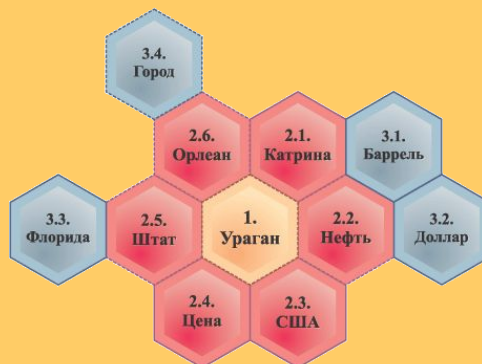 3.4.
Город
2.6.
Орлеан
2.1.
Катрина
3.1.
Баррель
3.3.
Флорида
2.5.
Штат
1.
Ураган
2.2.
Нефть
3.2.
Доллар
2.4.
Цена
2.3.
США